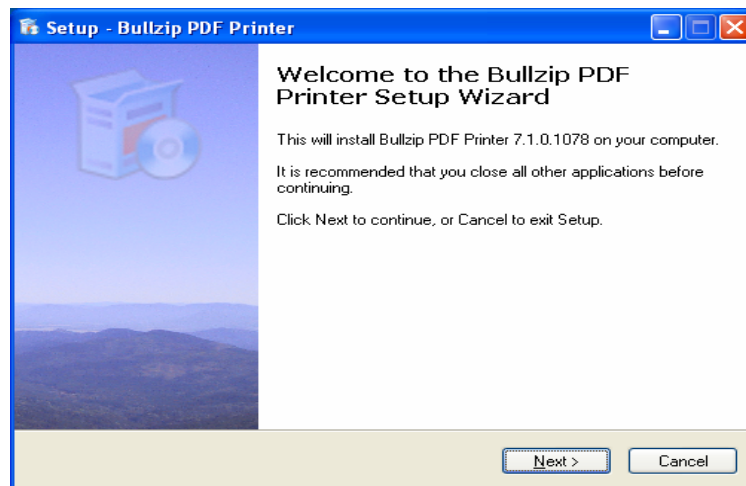 Setup - Bullzip PDF Printer
Welcome to the Bullzip PDF
Printer Setup Wizard
This will install Bullzip PDF Printer 7.1.0.1078 on your computer.
It is recommended that you close all other applications before
continuing.
Click Next to continue, or Cancel to exit Setup.
Next >
Cancel